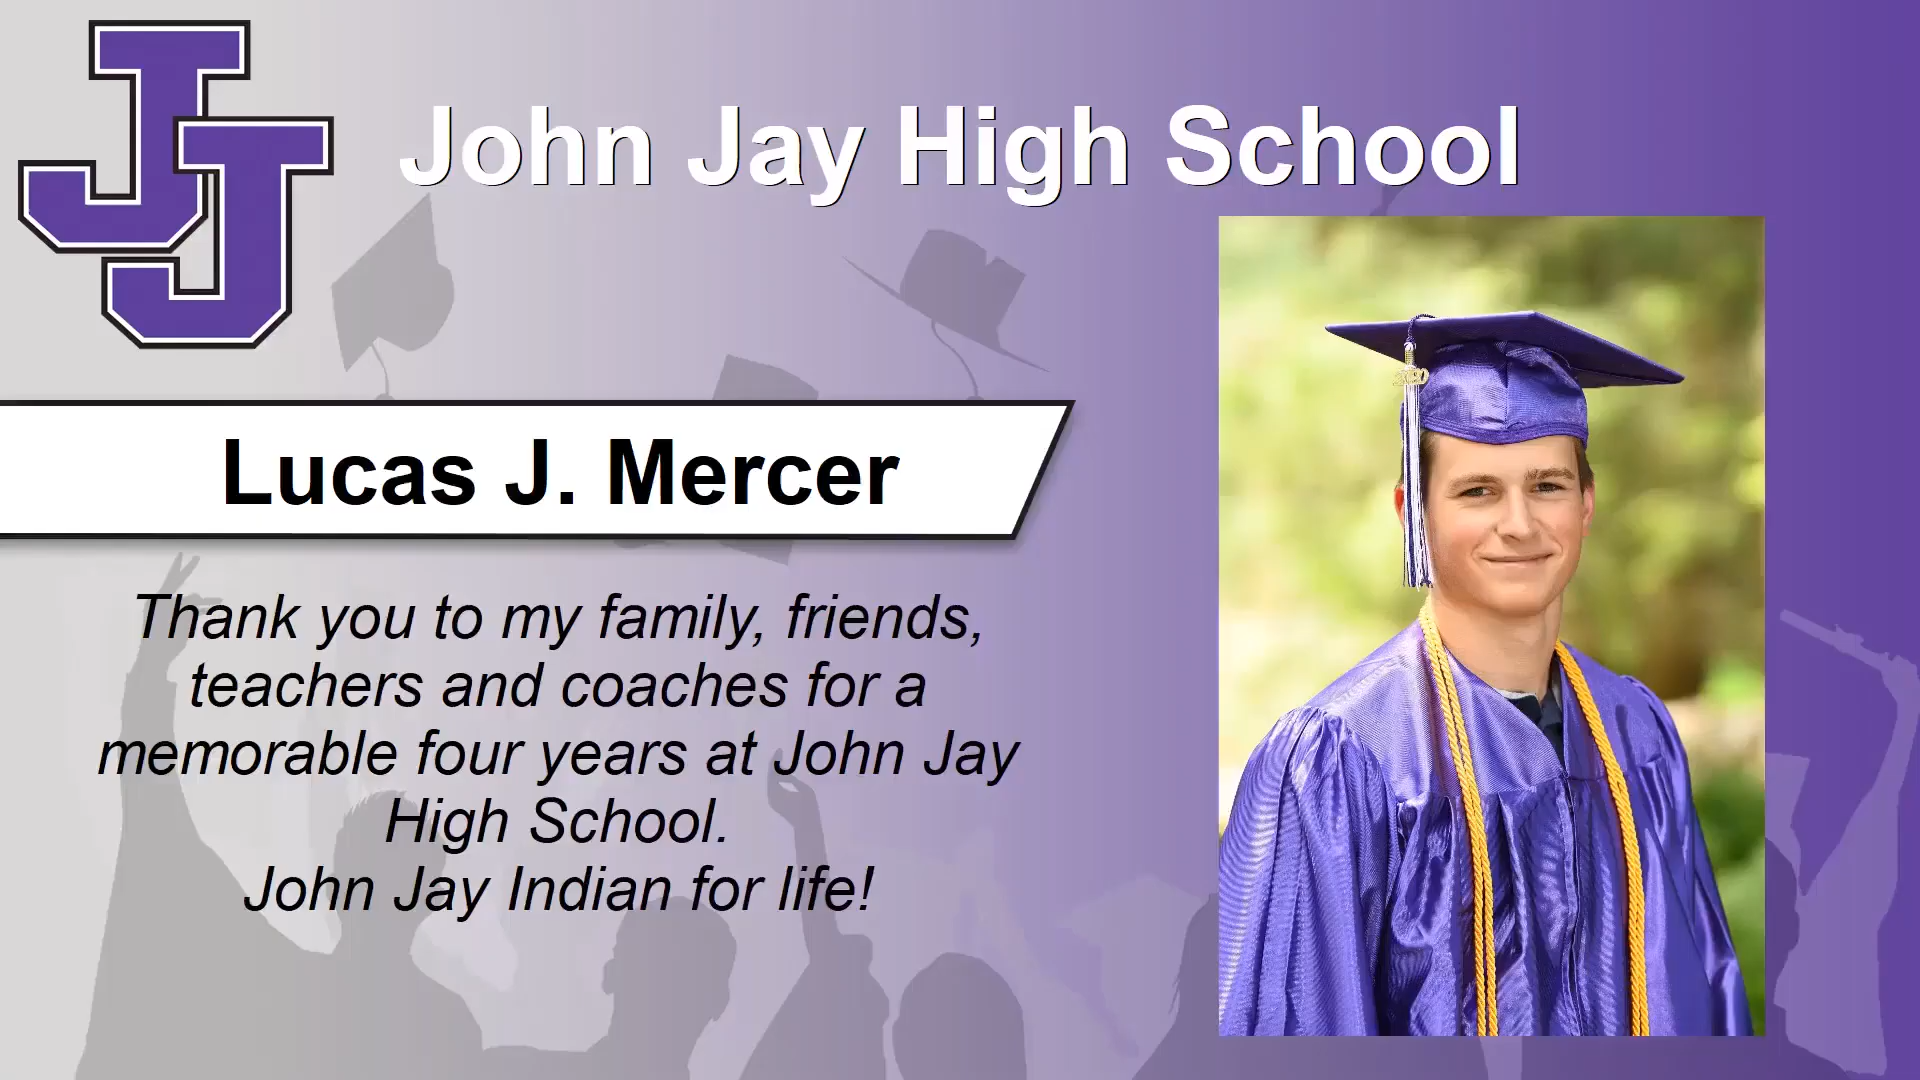 JJ
John Jay High School
Lucas J. Mercer
Thank you to my family, friends,
teachers and coaches for a
memorable four years at John Jay
High School.
John Jay Indian for life!